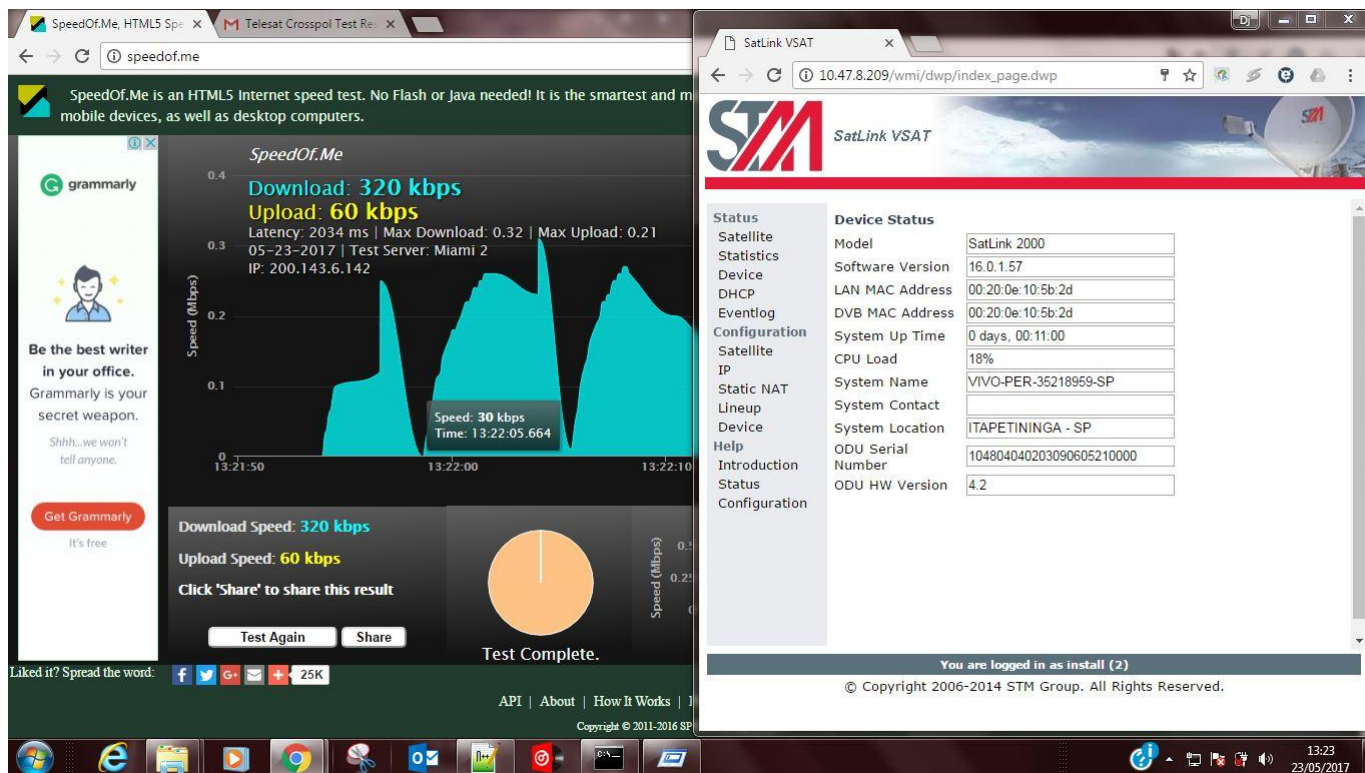 SpeedOf.Me, HTML5 Spe
Telesat Crosspol Test Re
speedof.me
SpeedOf.Me is an HTML5 Internet speed test. No Flash or Java needed! It is the smartest and m
mobile devices, as well as desktop computers.
grammarly
Be the best writer
in your office.
Grammarly is your
secret weapon.
Shhh...we won't
tell anyone.
Get Grammarly
It's free
SpeedOf.Me
Download: 320 kbps
Upload: 60 kbps
Latency: 2034 ms | Max Download: 0.32 | Max Upload: 0.21
05-23-2017 | Test Server: Miami 2
IP: 200.143.6.142
Speed (Mbps)
0.4
0.3
0.2
0.1
0
Speed: 30 kbps
Time: 13:22:05.664
13:21:50
13:22:00
13:22:10
Download Speed: 320 kbps
Upload Speed: 60 kbps
Click 'Share' to share this result
Test Again
Share
Test Complete.
Speed (Mbps)
0.25
Liked it? Spread the word:
25K
API | About | How It Works |
Copyright © 2011-2016 SP
Dj
SatLink VSAT
10.47.8.209/wmi/dwp/index_page.dwp
STM
SatLink VSAT
STM
Status
Satellite
Statistics
Device
DHCP
Eventlog
Configuration
Satellite
IP
Static NAT
Lineup
Device
Help
Introduction
Status
Configuration
Device Status
Model SatLink 2000
Software Version 16.0.1.57
LAN MAC Address 00:20:0e:10:5b:2d
DVB MAC Address 00:20:0e:10:5b:2d
System Up Time 0 days, 00:11:00
CPU Load 18%
System Name VIVO-PER-35218959-SP
System Contact
System Location ITAPETININGA - SP
ODU Serial
Number 104804040203090605210000
ODU HW Version 4.2
You are logged in as install (2)
© Copyright 2006-2014 STM Group. All Rights Reserved.
13:23
23/05/2017